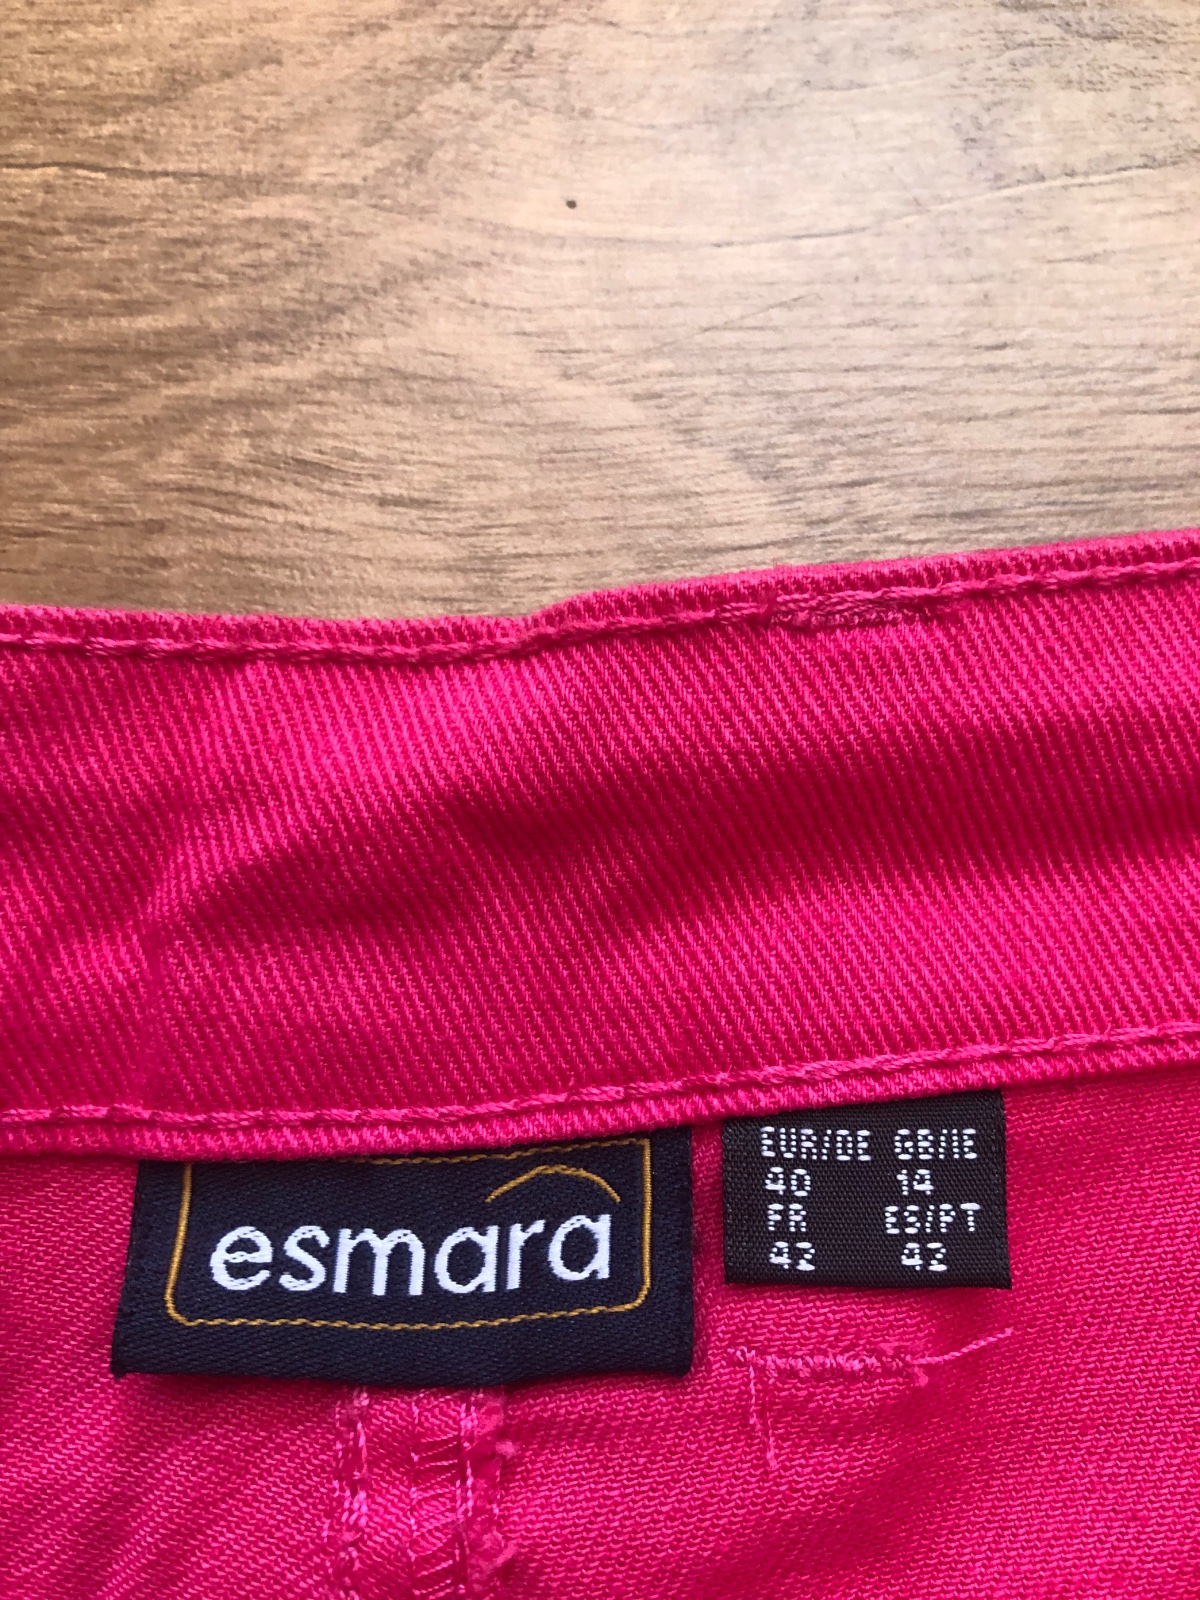 esmara
EUR/DE GB/IE
40 14
FR ES/PT
42 42